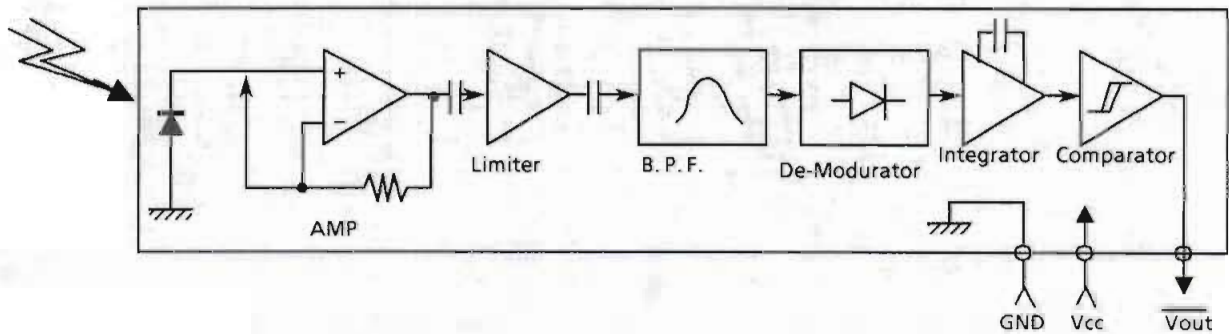 +
−
AMP
Limiter
B. P. F.
De-Modurator
Integrator
Comparator
GND
Vcc
Vout